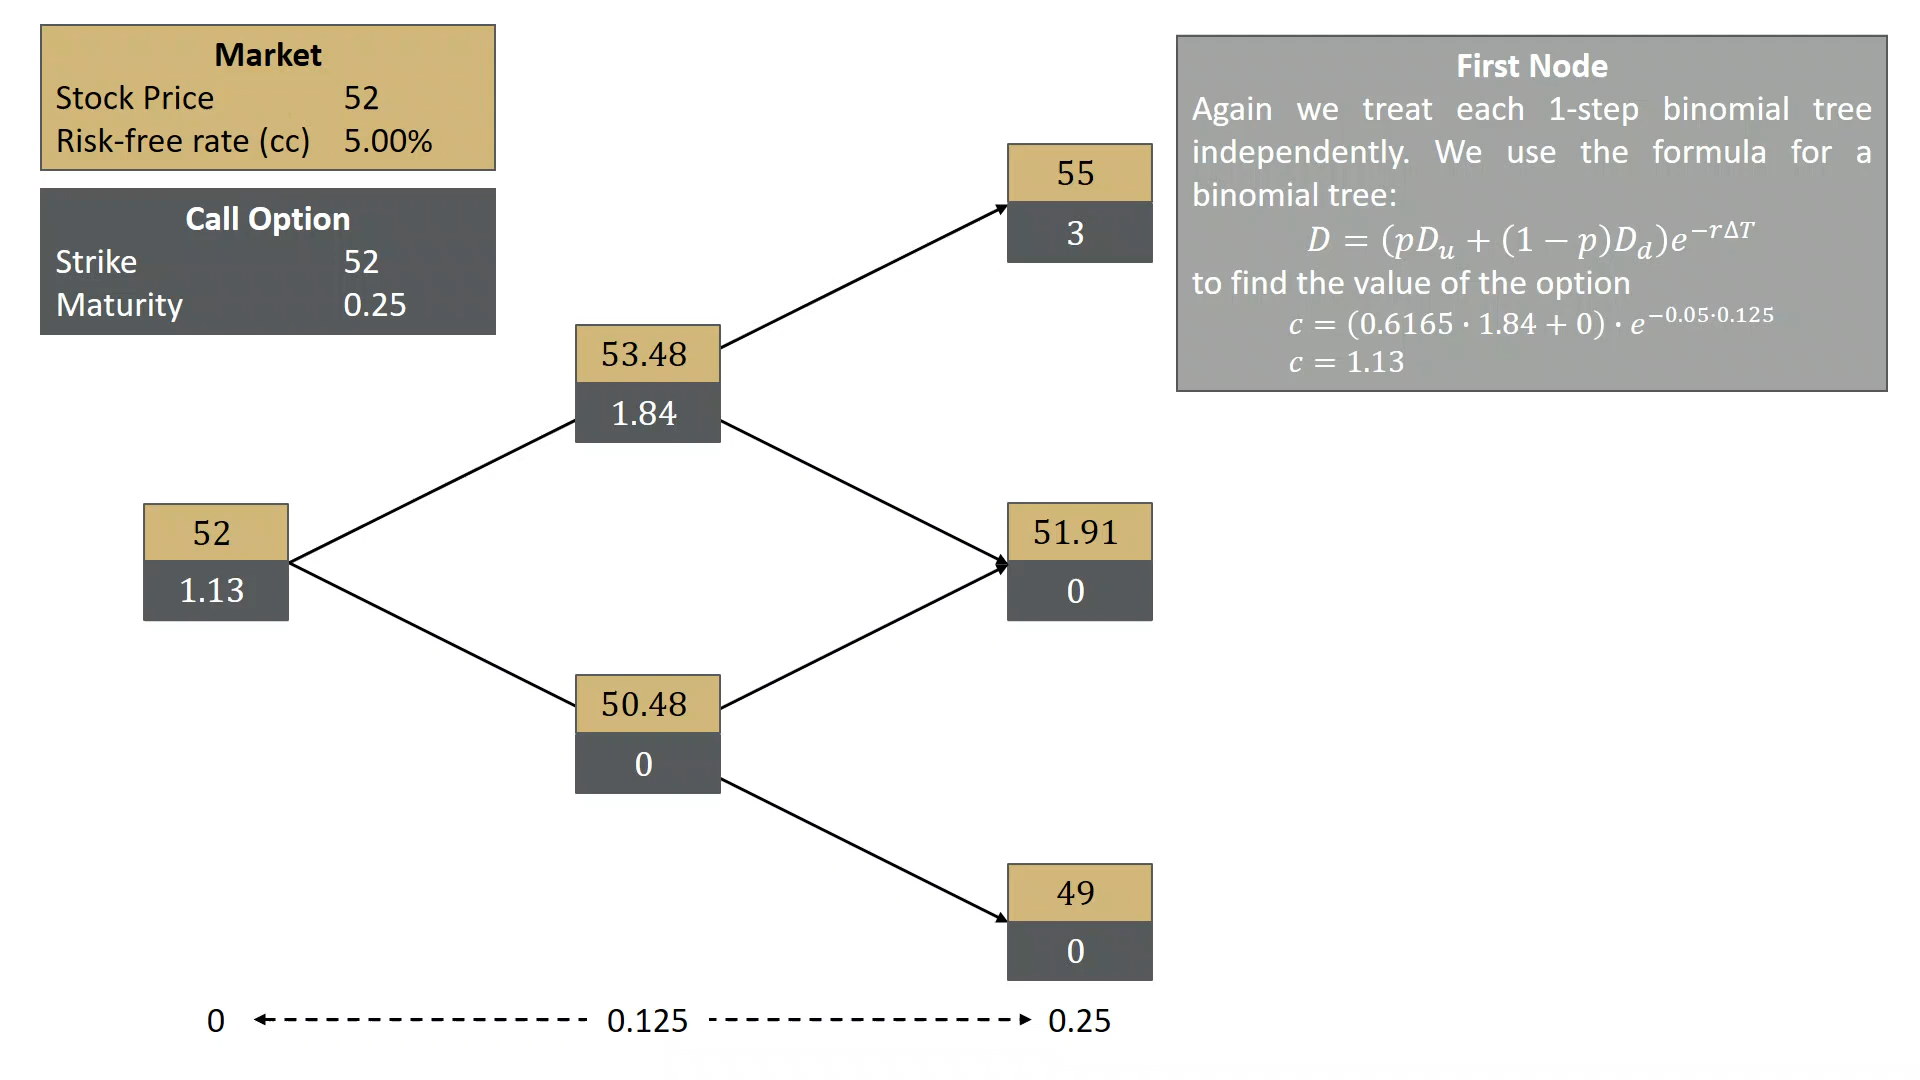 Market
Stock Price 52
Risk-free rate (cc) 5.00%
Call Option
Strike 52
Maturity 0.25
First Node
Again we treat each 1-step binomial tree
independently. We use the formula for a
binomial tree:
D = (pD_u + (1 − p)D_d)e^{−rΔT}
to find the value of the option
c = (0.6165 · 1.84 + 0) · e^{−0.05·0.125}
c = 1.13
55
3
53.48
1.84
52
1.13
51.91
0
50.48
0
49
0
0 0.125 0.25